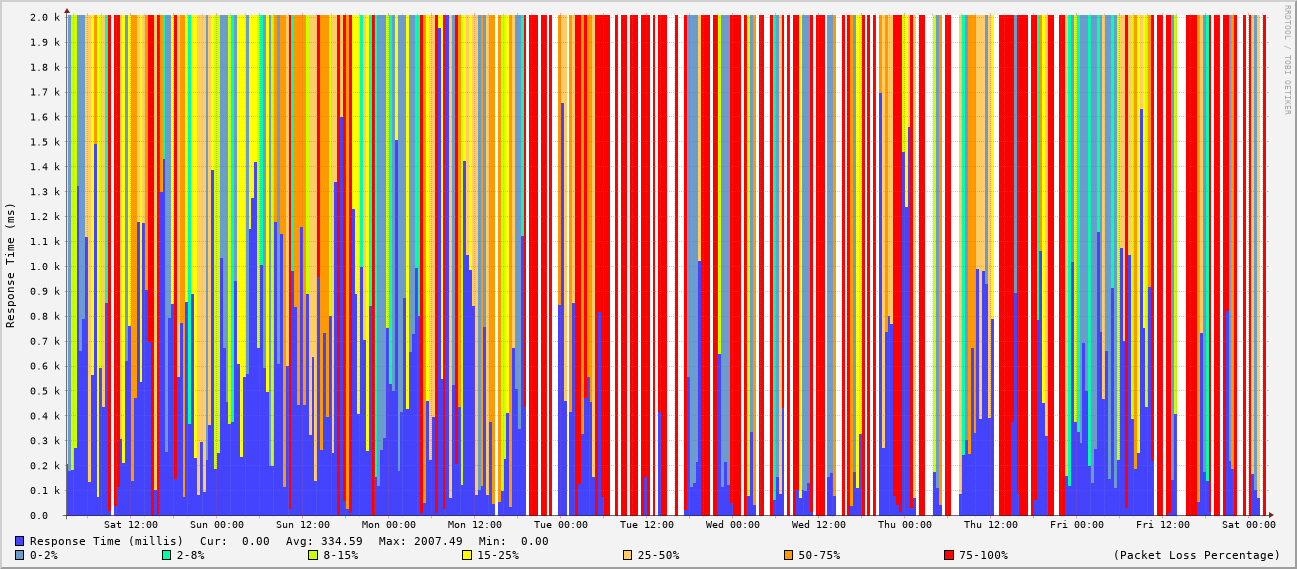 RRDTOOL / TOBI OETIKER
Response Time (ms)
2.0 k
1.9 k
1.8 k
1.7 k
1.6 k
1.5 k
1.4 k
1.3 k
1.2 k
1.1 k
1.0 k
0.9 k
0.8 k
0.7 k
0.6 k
0.5 k
0.4 k
0.3 k
0.2 k
0.1 k
0.0
Sat 12:00 Sun 00:00 Sun 12:00 Mon 00:00 Mon 12:00 Tue 00:00 Tue 12:00 Wed 00:00 Wed 12:00 Thu 00:00 Thu 12:00 Fri 00:00 Fri 12:00 Sat 00:00
Response Time (millis) Cur: 0.00 Avg: 334.59 Max: 2007.49 Min: 0.00
0-2% 2-8% 8-15% 15-25% 25-50% 50-75% 75-100% (Packet Loss Percentage)